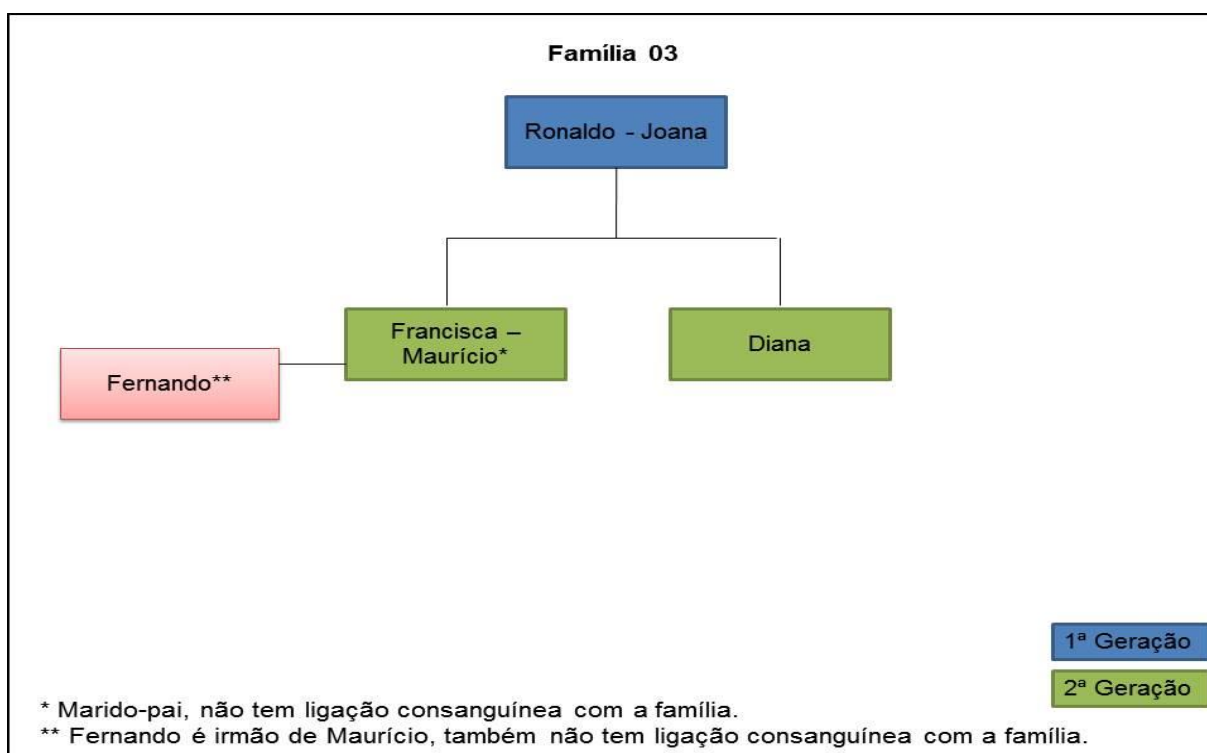 Família 03
Ronaldo - Joana
Francisca –
Maurício*
Diana
Fernando**
1ª Geração
2ª Geração
* Marido-pai, não tem ligação consanguínea com a família.
** Fernando é irmão de Maurício, também não tem ligação consanguínea com a família.